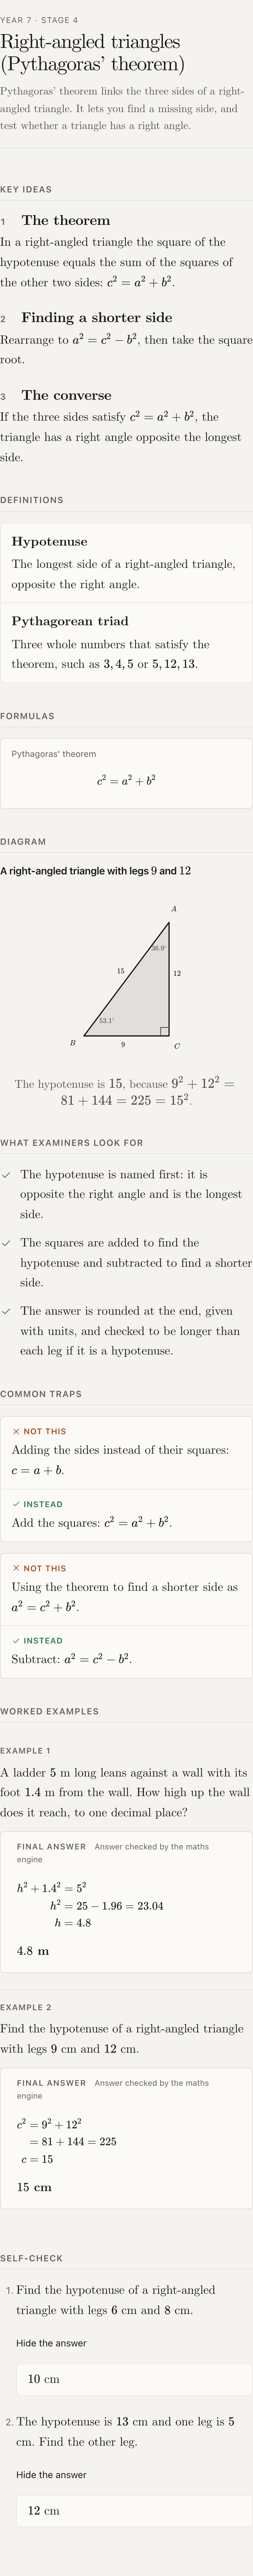 YEAR 7 · STAGE 4
Right-angled triangles
(Pythagoras' theorem)
Pythagoras' theorem links the three sides of a right-
angled triangle. It lets you find a missing side, and
test whether a triangle has a right angle.
KEY IDEAS
1 The theorem
In a right-angled triangle the square of the
hypotenuse equals the sum of the squares of
the other two sides: c² = a² + b².
2 Finding a shorter side
Rearrange to a² = c² − b², then take the square
root.
3 The converse
If the three sides satisfy c² = a² + b², the
triangle has a right angle opposite the longest
side.
DEFINITIONS
Hypotenuse
The longest side of a right-angled triangle,
opposite the right angle.
Pythagorean triad
Three whole numbers that satisfy the
theorem, such as 3, 4, 5 or 5, 12, 13.
FORMULAS
Pythagoras' theorem
c² = a² + b²
DIAGRAM
A right-angled triangle with legs 9 and 12
A
36.9°
15
12
53.1°
B
9
C
The hypotenuse is 15, because 9² + 12² =
81 + 144 = 225 = 15².
WHAT EXAMINERS LOOK FOR
✓ The hypotenuse is named first: it is
opposite the right angle and is the longest
side.
✓ The squares are added to find the
hypotenuse and subtracted to find a shorter
side.
✓ The answer is rounded at the end, given
with units, and checked to be longer than
each leg if it is a hypotenuse.
COMMON TRAPS
✕ NOT THIS
Adding the sides instead of their squares:
c = a + b.
✓ INSTEAD
Add the squares: c² = a² + b².
✕ NOT THIS
Using the theorem to find a shorter side as
a² = c² + b².
✓ INSTEAD
Subtract: a² = c² − b².
WORKED EXAMPLES
EXAMPLE 1
A ladder 5 m long leans against a wall with its
foot 1.4 m from the wall. How high up the wall
does it reach, to one decimal place?
FINAL ANSWER Answer checked by the maths
engine
h² + 1.4² = 5²
h² = 25 − 1.96 = 23.04
h = 4.8
4.8 m
EXAMPLE 2
Find the hypotenuse of a right-angled triangle
with legs 9 cm and 12 cm.
FINAL ANSWER Answer checked by the maths
engine
c² = 9² + 12²
= 81 + 144 = 225
c = 15
15 cm
SELF-CHECK
1. Find the hypotenuse of a right-angled
triangle with legs 6 cm and 8 cm.
Hide the answer
10 cm
2. The hypotenuse is 13 cm and one leg is 5
cm. Find the other leg.
Hide the answer
12 cm